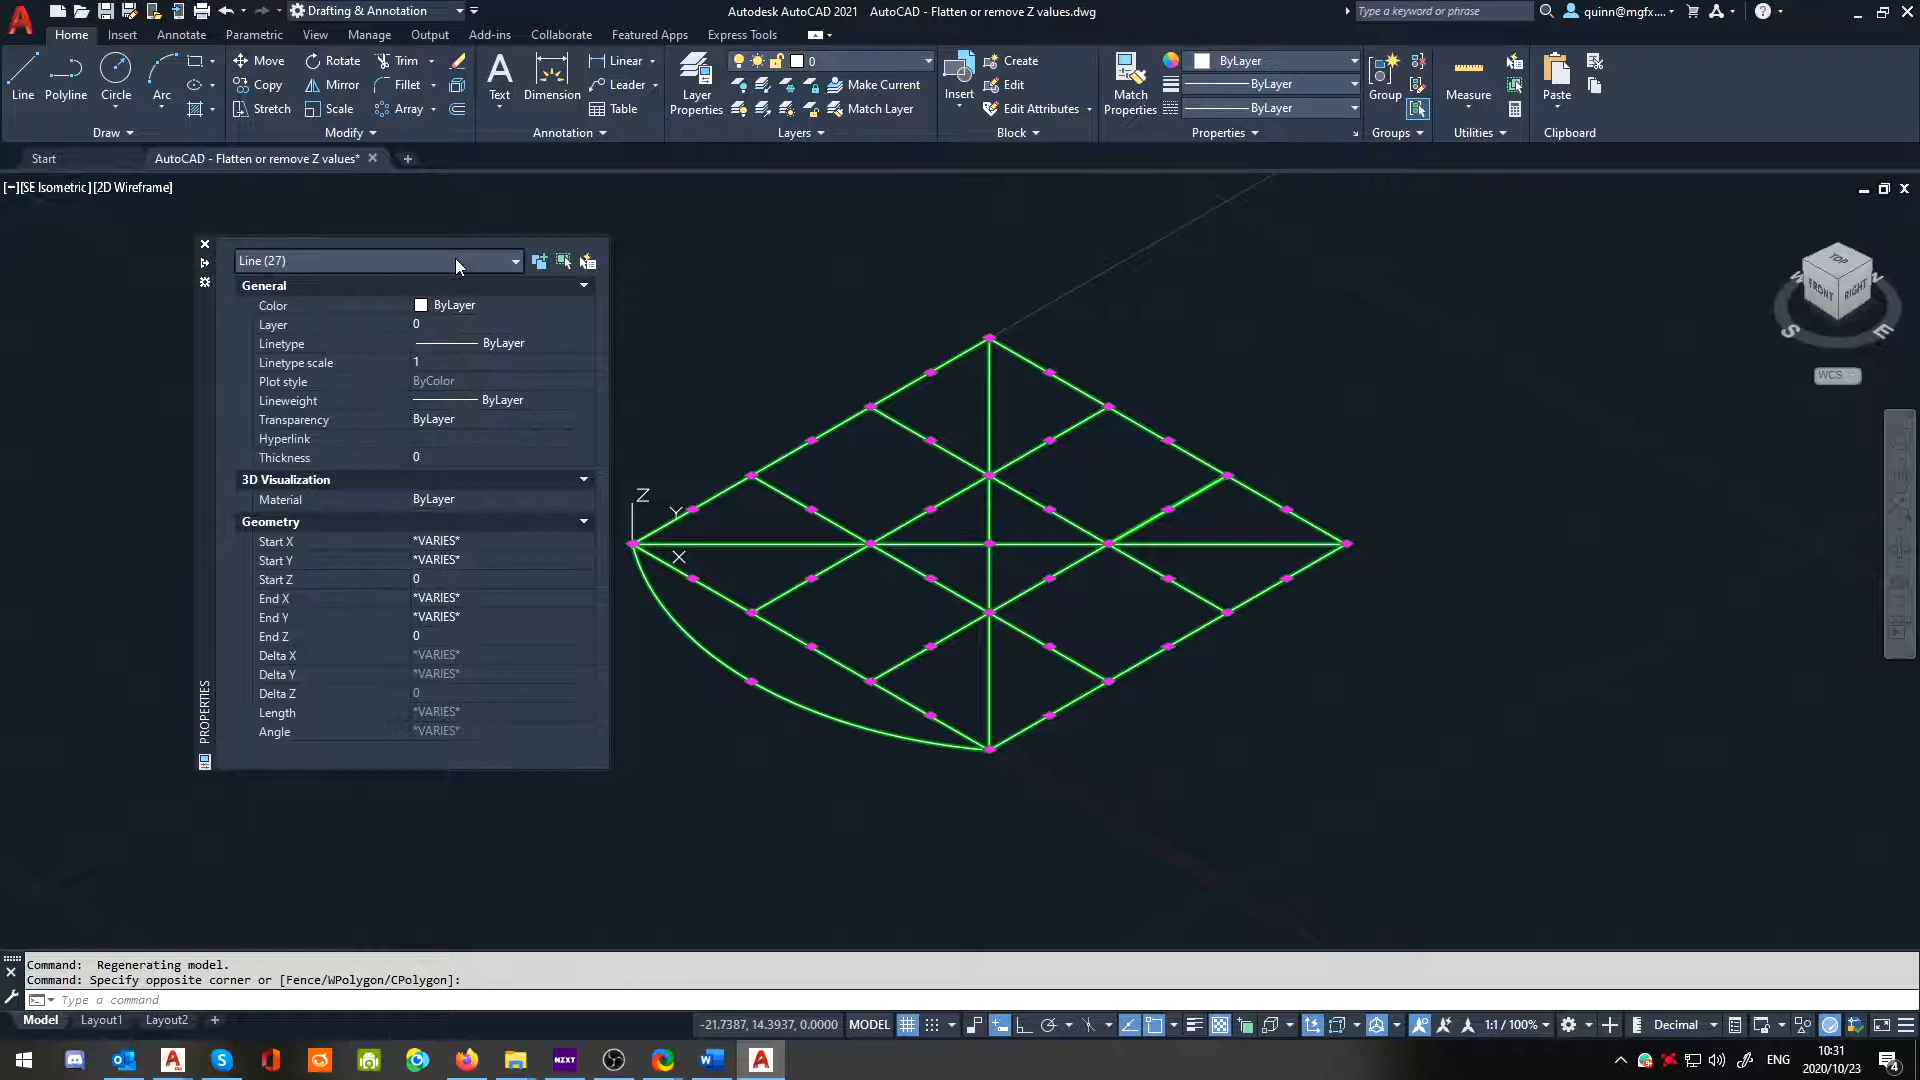 Drafting & Annotation
Autodesk AutoCAD 2021 AutoCAD - Flatten or remove Z values.dwg
Type a keyword or phrase
quinn@mgfx....
Home Insert Annotate Parametric View Manage Output Add-ins Collaborate Featured Apps Express Tools
Line Polyline Circle Arc
Draw
Move Rotate Trim
Copy Mirror Fillet
Stretch Scale Array
Modify
Text Dimension
Linear
Leader
Table
Annotation
Layer Properties
0
Make Current
Match Layer
Layers
Insert
Create
Edit
Edit Attributes
Block
Match Properties
ByLayer
ByLayer
ByLayer
Properties
Group
Groups
Measure
Utilities
Paste
Clipboard
Start
AutoCAD - Flatten or remove Z values*
[−][SE Isometric][2D Wireframe]
Line (27)
General
Color ByLayer
Layer 0
Linetype ByLayer
Linetype scale 1
Plot style ByColor
Lineweight ByLayer
Transparency ByLayer
Hyperlink
Thickness 0
3D Visualization
Material ByLayer
Geometry
Start X *VARIES*
Start Y *VARIES*
Start Z 0
End X *VARIES*
End Y *VARIES*
End Z 0
Delta X *VARIES*
Delta Y *VARIES*
Delta Z 0
Length *VARIES*
Angle *VARIES*
PROPERTIES
Z
Y
X
TOP
FRONT
RIGHT
W
N
S
E
WCS
Command: Regenerating model.
Command: Specify opposite corner or [Fence/WPolygon/CPolygon]:
Type a command
Model Layout1 Layout2
-21.7387, 14.3937, 0.0000 MODEL
1:1 / 100%
Decimal
NZXT
ENG
10:31
2020/10/23
4